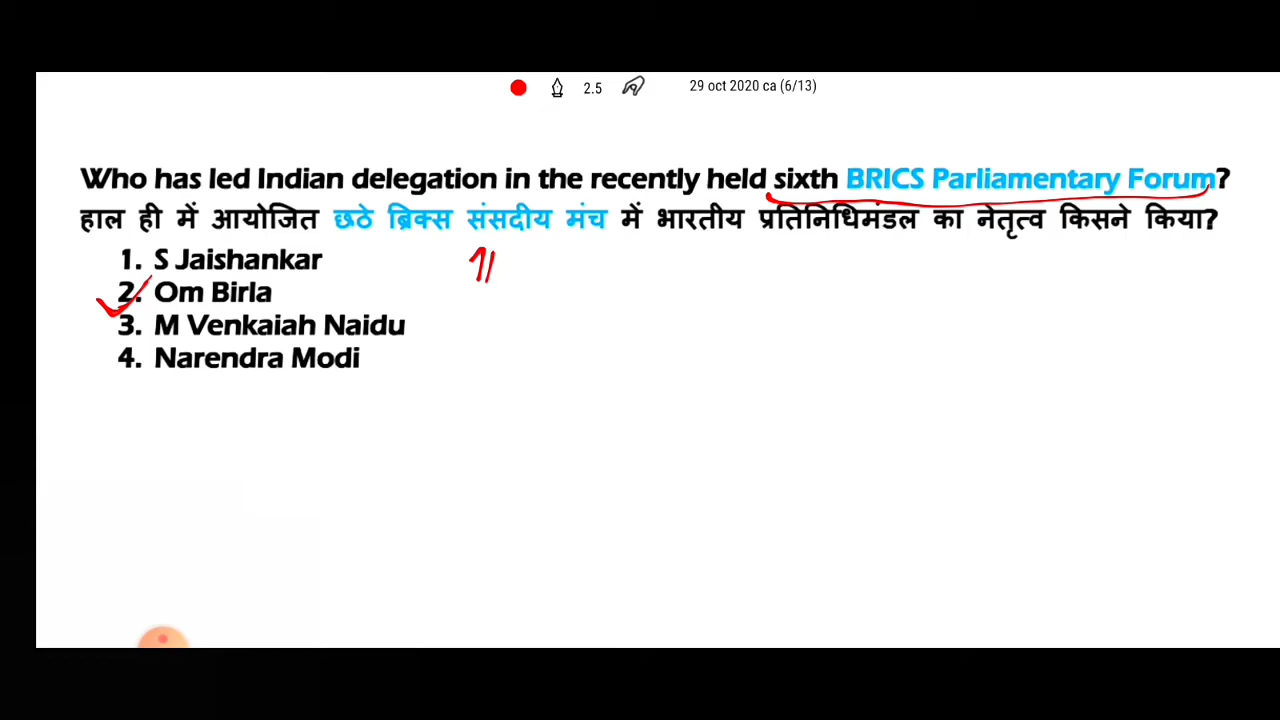 2.5 29 oct 2020 ca (6/13)
Who has led Indian delegation in the recently held sixth BRICS Parliamentary Forum?
हाल ही में आयोजित छठे ब्रिक्स संसदीय मंच में भारतीय प्रतिनिधिमंडल का नेतृत्व किसने किया?
1. S Jaishankar
2. Om Birla
3. M Venkaiah Naidu
4. Narendra Modi